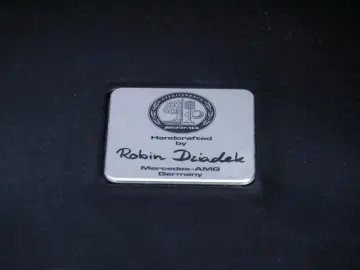 Handcrafted
by
Robin Dziadek
Mercedes-AMG
Germany